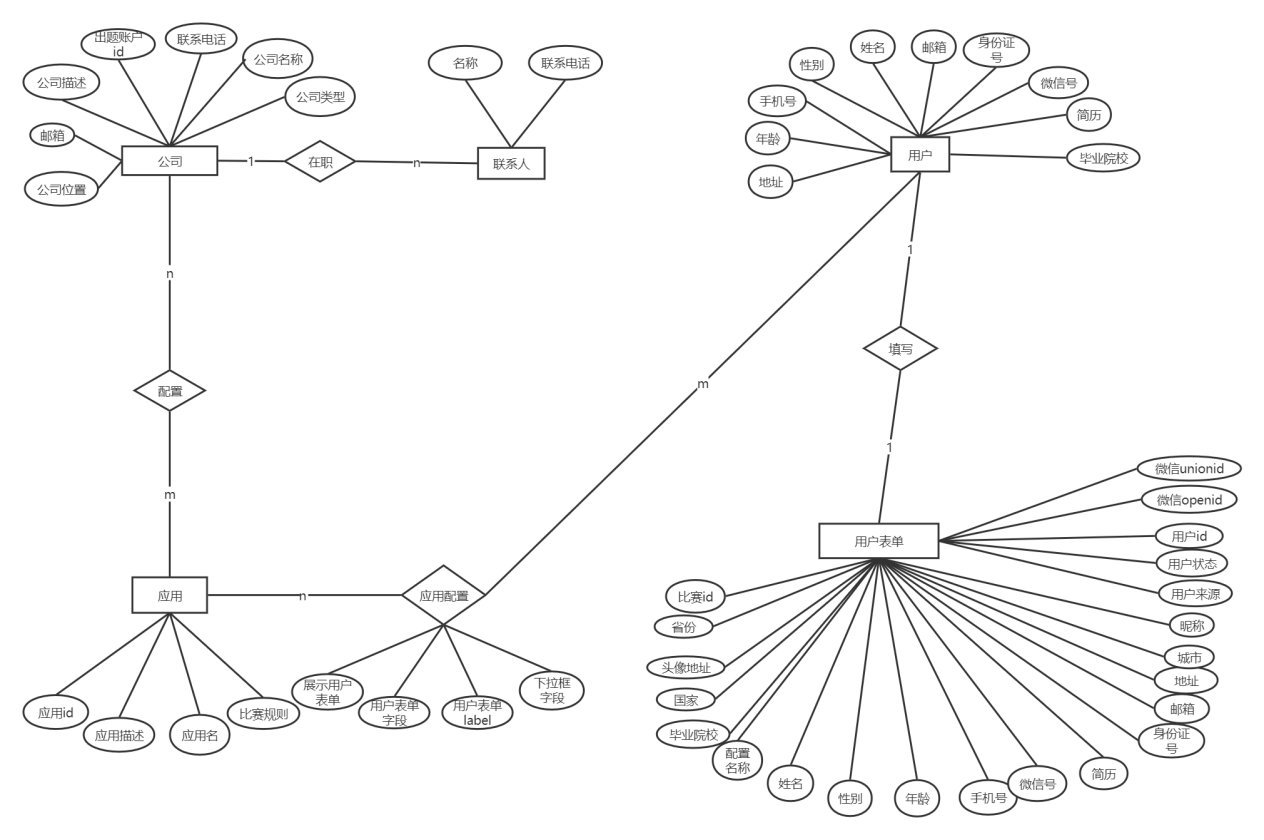 出题账户
id
联系电话
公司名称
公司描述
公司类型
邮箱
公司位置
公司
1
在职
n
联系人
名称
联系电话
姓名
邮箱
身份证
号
性别
微信号
手机号
简历
年龄
用户
毕业院校
地址
n
1
m
填写
配置
1
m
微信unionid
微信openid
用户表单
用户id
用户状态
用户来源
应用
n
应用配置
比赛id
省份
昵称
头像地址
城市
国家
地址
毕业院校
邮箱
配置
名称
身份证
号
姓名
性别
年龄
手机号
微信号
简历
应用id
应用描述
应用名
比赛规则
展示用户
表单
用户表单
字段
用户表单
label
下拉框
字段